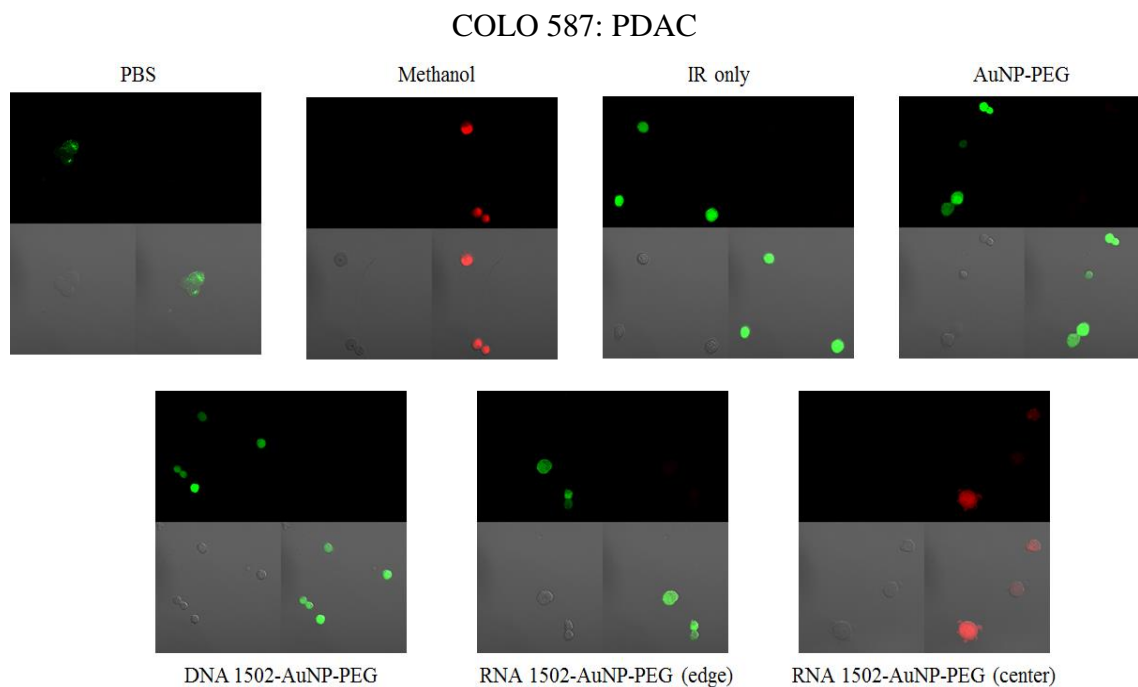 COLO 587: PDAC
PBS
Methanol
IR only
AuNP-PEG
DNA 1502-AuNP-PEG
RNA 1502-AuNP-PEG (edge)
RNA 1502-AuNP-PEG (center)